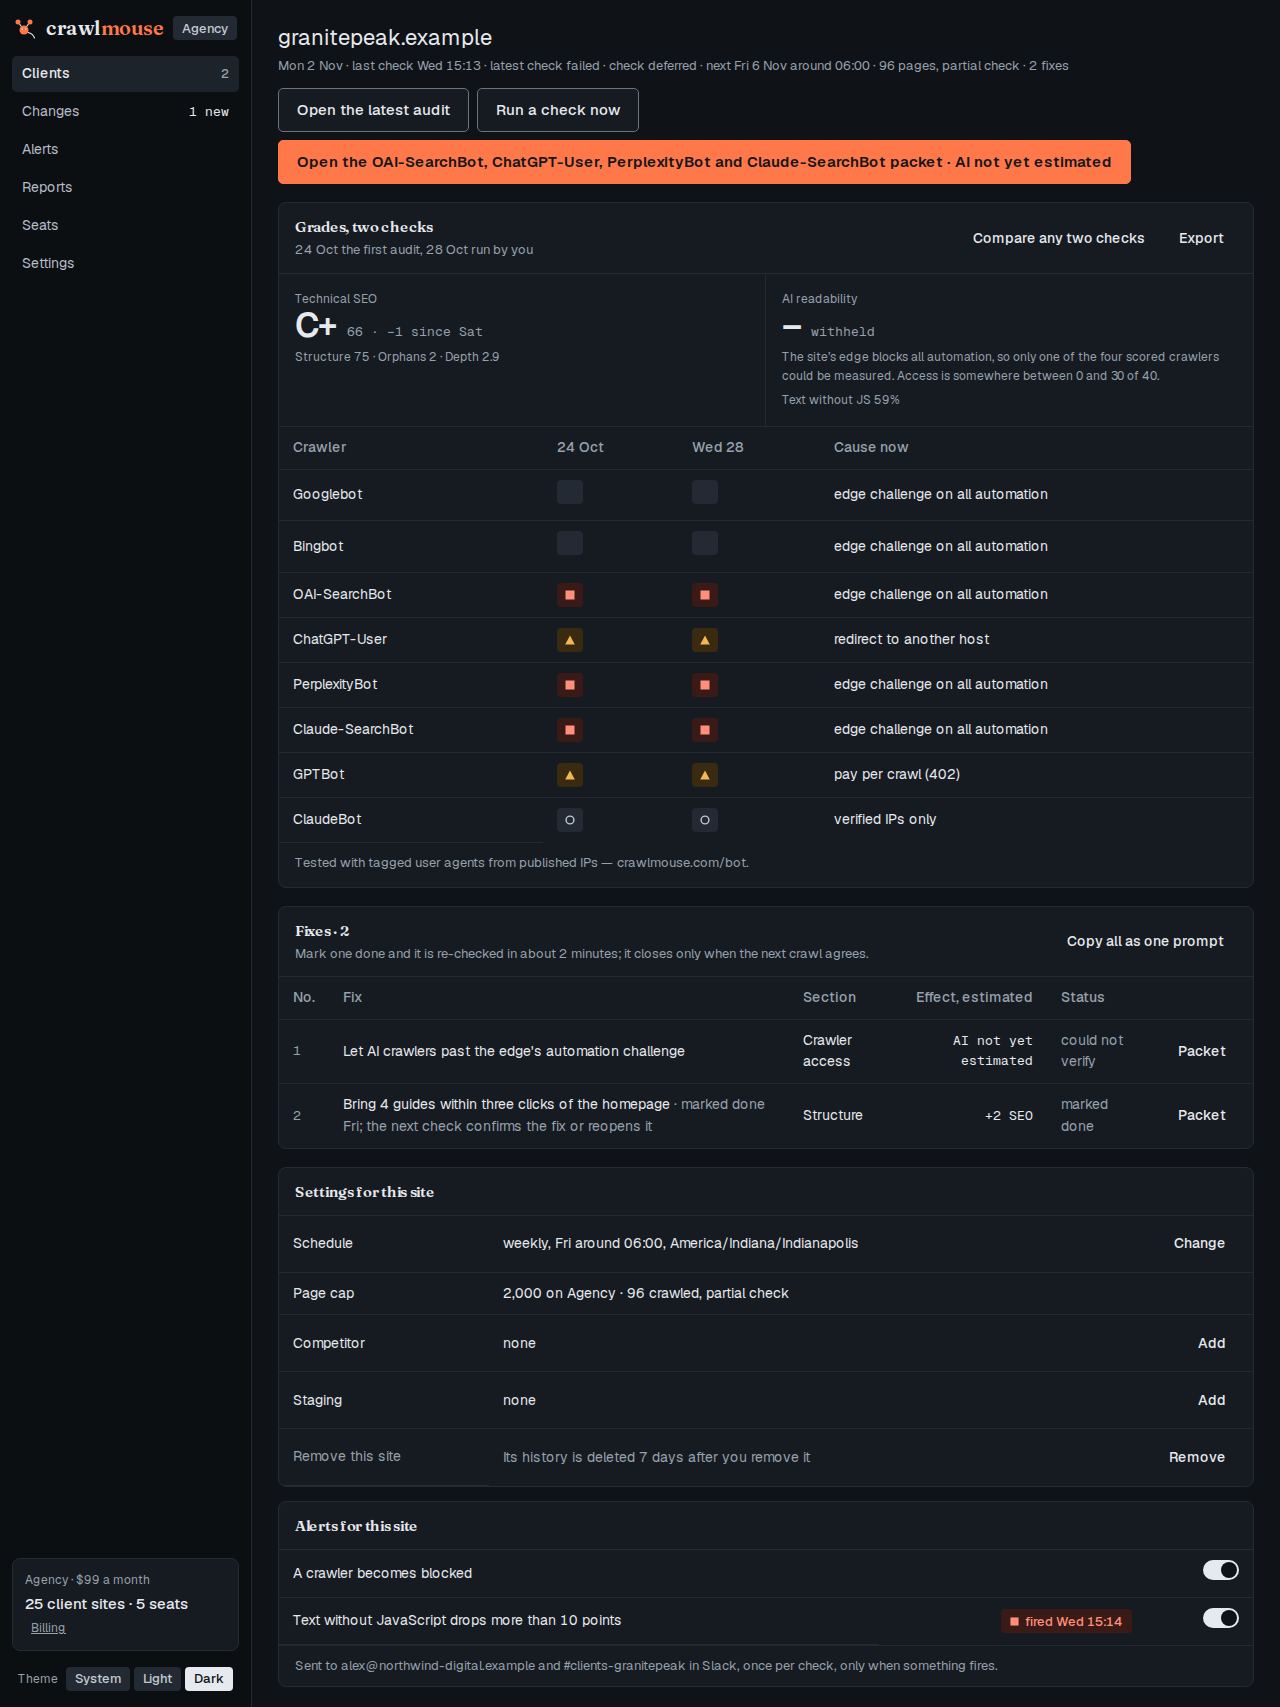 crawlmouse Agency
Clients 2
Changes 1 new
Alerts
Reports
Seats
Settings
Agency · $99 a month
25 client sites · 5 seats
Billing
Theme System Light Dark
granitepeak.example
Mon 2 Nov · last check Wed 15:13 · latest check failed · check deferred · next Fri 6 Nov around 06:00 · 96 pages, partial check · 2 fixes
Open the latest audit Run a check now
Open the OAI-SearchBot, ChatGPT-User, PerplexityBot and Claude-SearchBot packet · AI not yet estimated
Grades, two checks
24 Oct the first audit, 28 Oct run by you
Compare any two checks Export
Technical SEO
C+ 66 · −1 since Sat
Structure 75 · Orphans 2 · Depth 2.9
AI readability
– withheld
The site's edge blocks all automation, so only one of the four scored crawlers
could be measured. Access is somewhere between 0 and 30 of 40.
Text without JS 59%
Crawler 24 Oct Wed 28 Cause now
Googlebot edge challenge on all automation
Bingbot edge challenge on all automation
OAI-SearchBot edge challenge on all automation
ChatGPT-User redirect to another host
PerplexityBot edge challenge on all automation
Claude-SearchBot edge challenge on all automation
GPTBot pay per crawl (402)
ClaudeBot verified IPs only
Tested with tagged user agents from published IPs — crawlmouse.com/bot.
Fixes · 2
Mark one done and it is re-checked in about 2 minutes; it closes only when the next crawl agrees.
Copy all as one prompt
No. Fix Section Effect, estimated Status
1 Let AI crawlers past the edge's automation challenge Crawler access AI not yet estimated could not verify Packet
2 Bring 4 guides within three clicks of the homepage · marked done Fri; the next check confirms the fix or reopens it Structure +2 SEO marked done Packet
Settings for this site
Schedule weekly, Fri around 06:00, America/Indiana/Indianapolis Change
Page cap 2,000 on Agency · 96 crawled, partial check
Competitor none Add
Staging none Add
Remove this site Its history is deleted 7 days after you remove it Remove
Alerts for this site
A crawler becomes blocked
Text without JavaScript drops more than 10 points fired Wed 15:14
Sent to alex@northwind-digital.example and #clients-granitepeak in Slack, once per check, only when something fires.